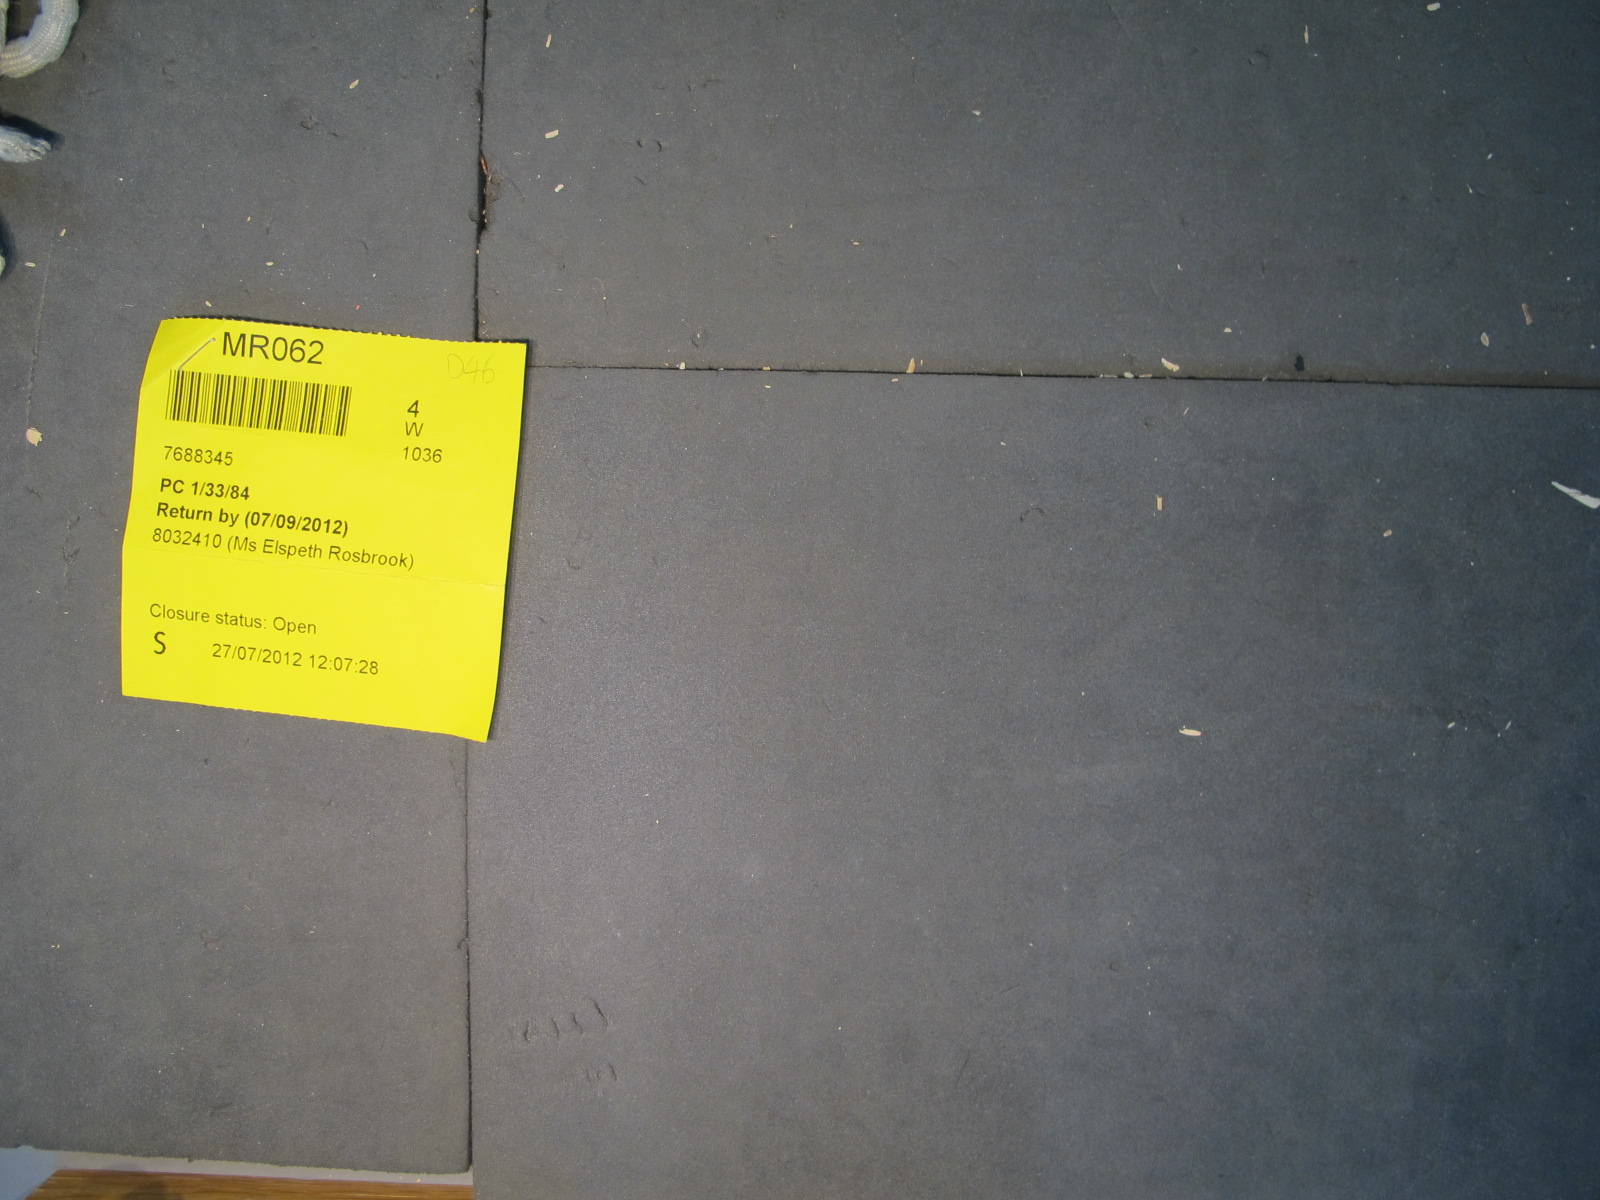 MR062
D46
4
W
7688345
1036
PC 1/33/84
Return by (07/09/2012)
8032410 (Ms Elspeth Rosbrook)
Closure status: Open
S
27/07/2012 12:07:28